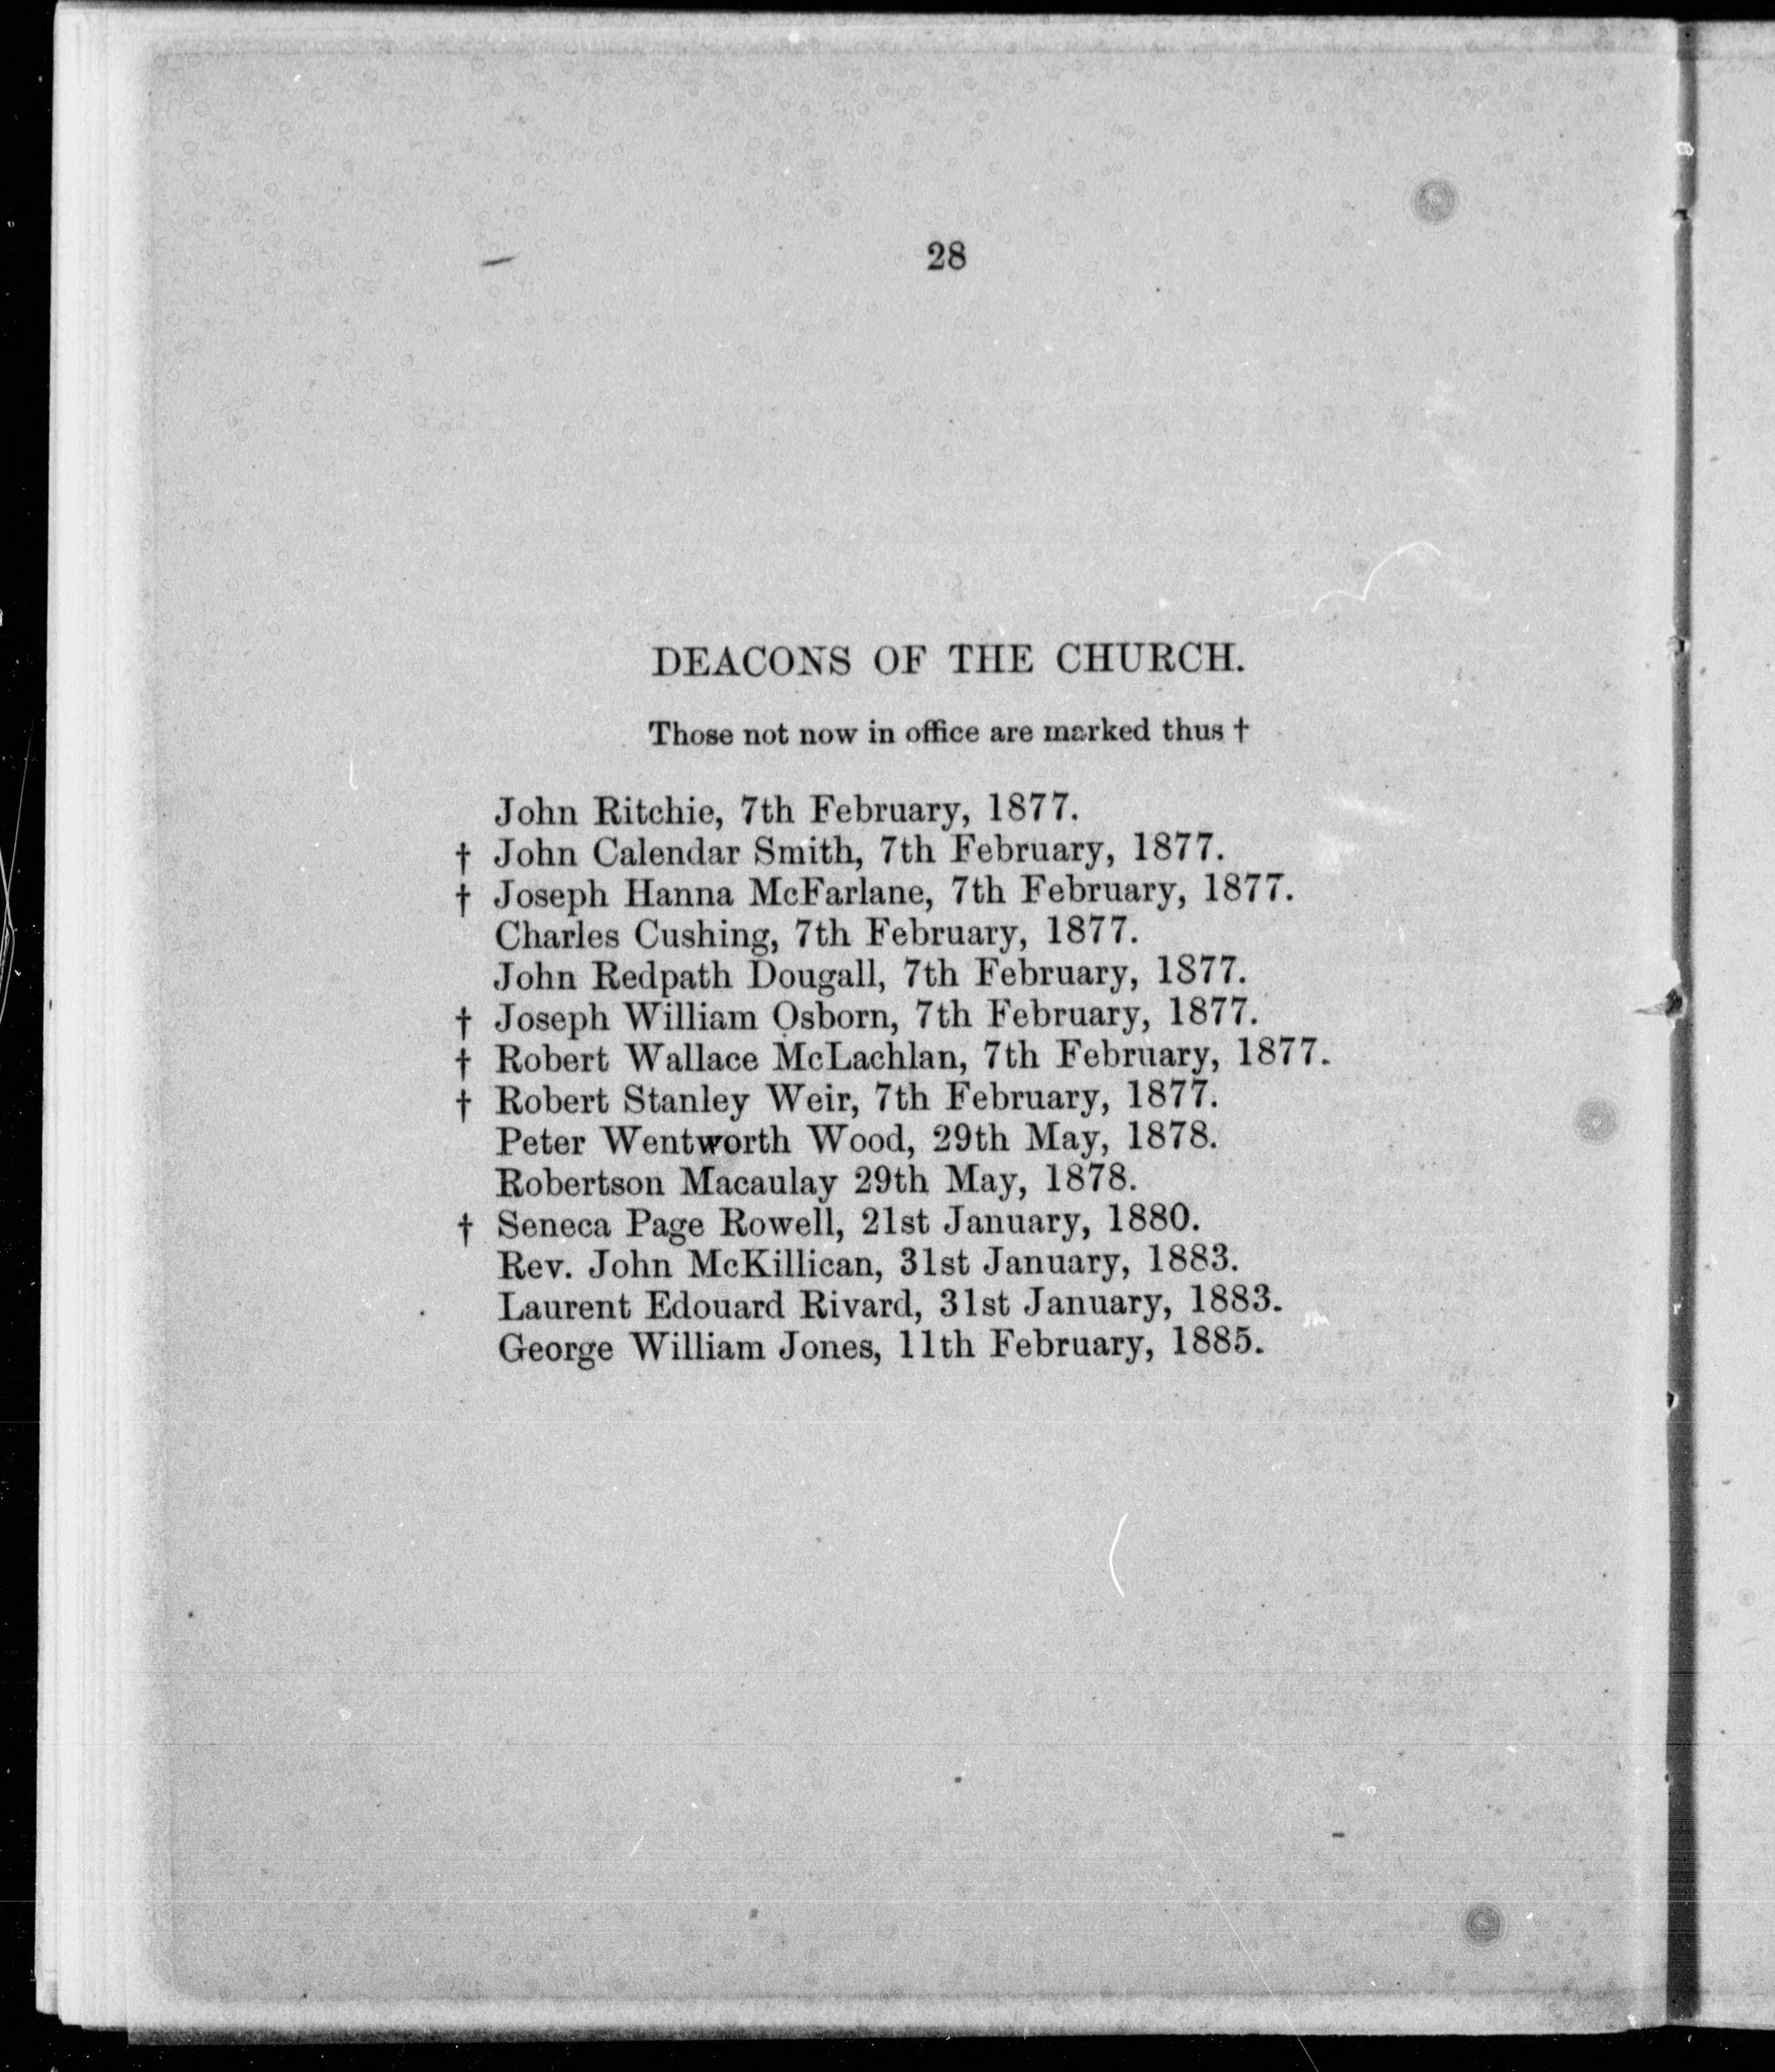 28
DEACONS OF THE CHURCH.
Those not now in office are marked thus †
John Ritchie, 7th February, 1877.
† John Calendar Smith, 7th February, 1877.
† Joseph Hanna McFarlane, 7th February, 1877.
Charles Cushing, 7th February, 1877.
John Redpath Dougall, 7th February, 1877.
† Joseph William Osborn, 7th February, 1877.
† Robert Wallace McLachlan, 7th February, 1877.
† Robert Stanley Weir, 7th February, 1877.
Peter Wentworth Wood, 29th May, 1878.
Robertson Macaulay 29th May, 1878.
† Seneca Page Rowell, 21st January, 1880.
Rev. John McKillican, 31st January, 1883.
Laurent Edouard Rivard, 31st January, 1883.
George William Jones, 11th February, 1885.